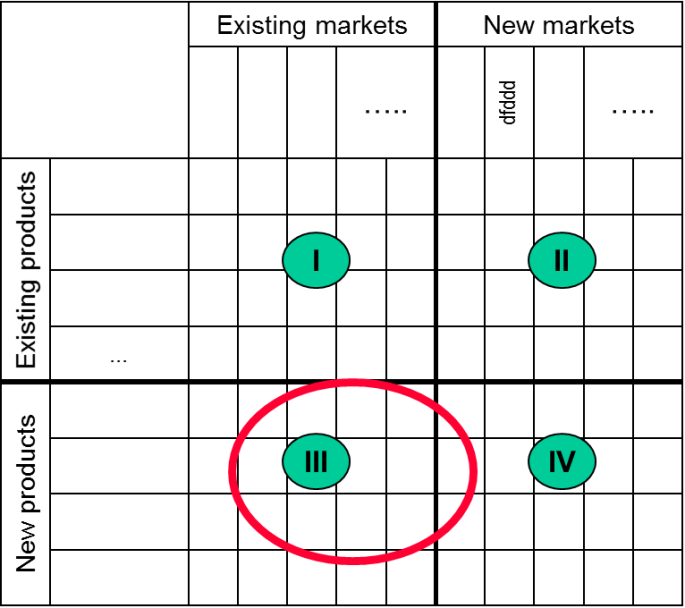 Existing markets
New markets
.....
dfddd
.....
Existing products
I
II
...
New products
III
IV